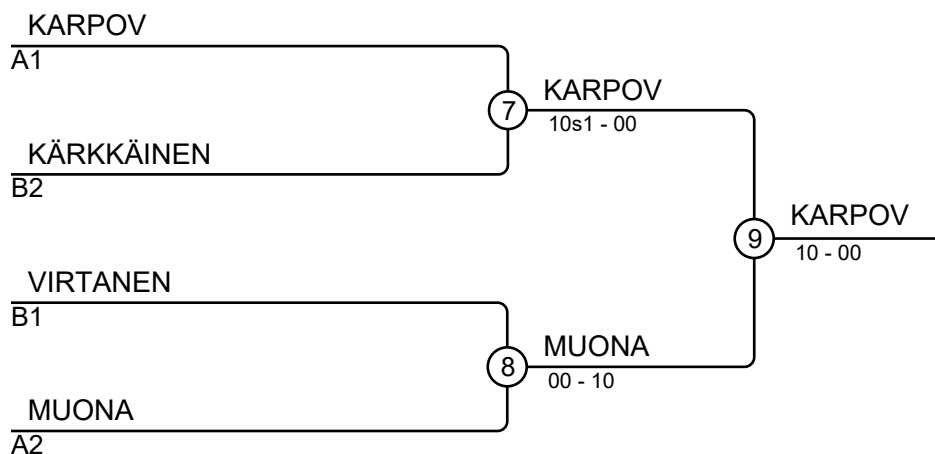 KARPOV
A1
7
KARPOV
10s1 - 00
KÄRKKÄINEN
B2
9
KARPOV
10 - 00
VIRTANEN
B1
8
MUONA
00 - 10
MUONA
A2